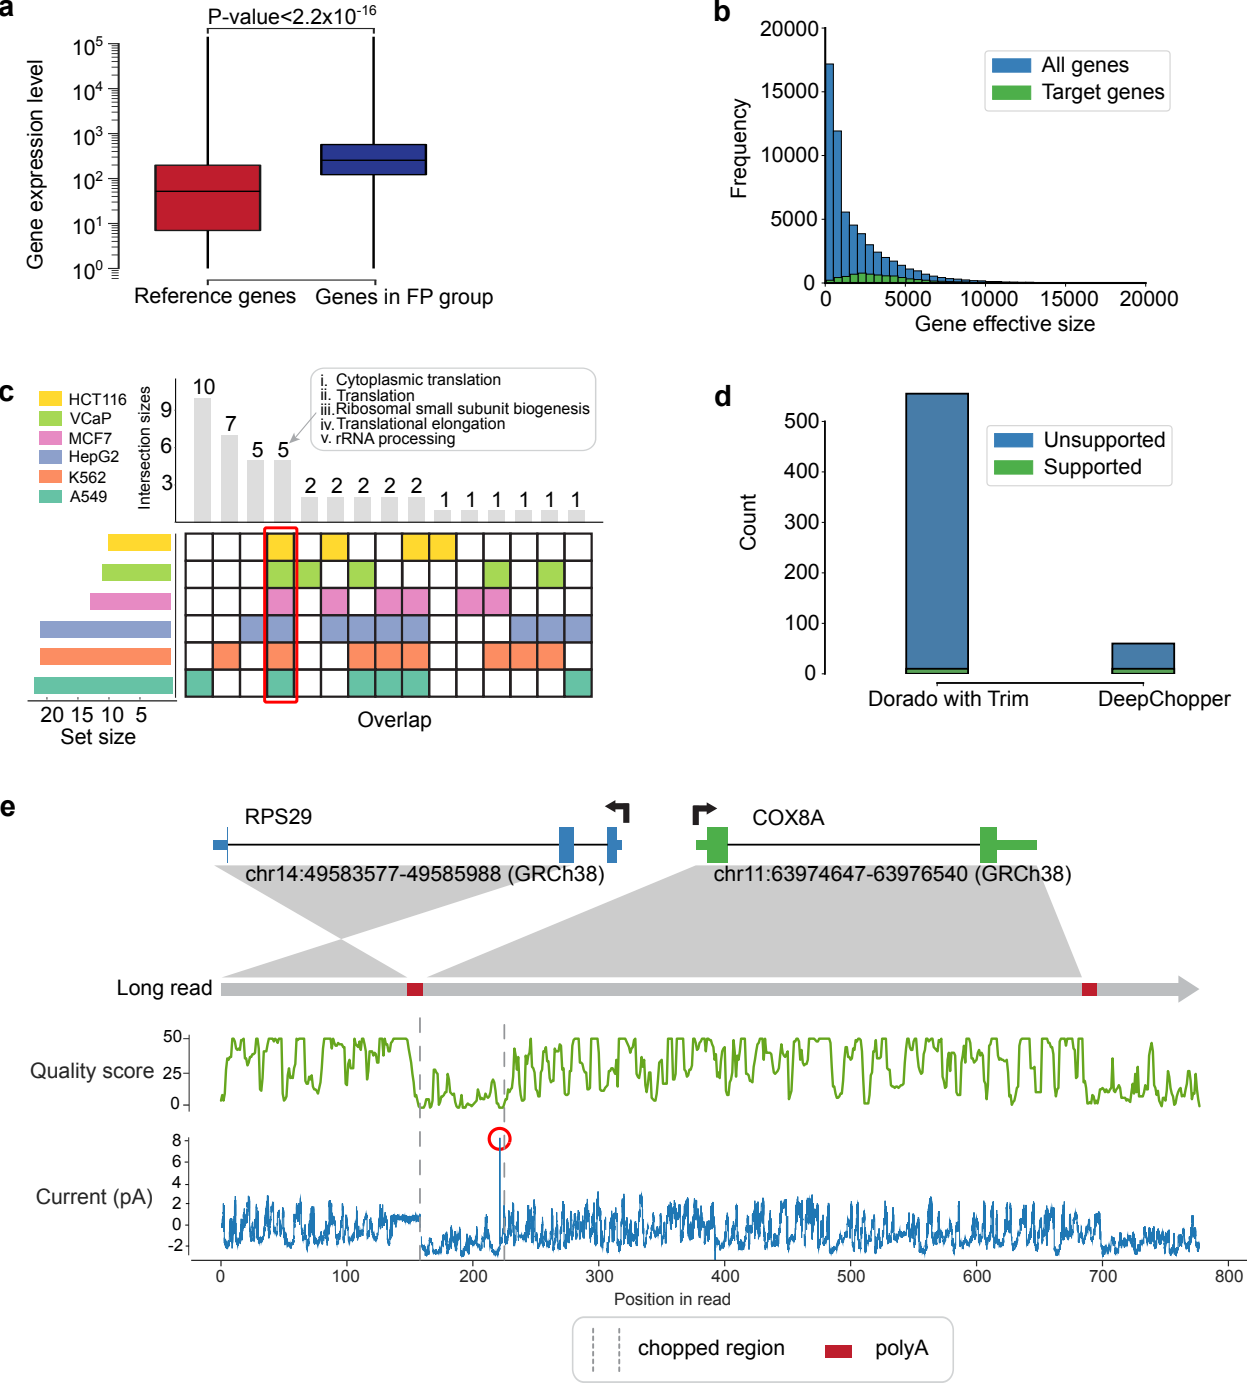 a
P-value<2.2x10-16
Gene expression level
10^5
10^4
10^3
10^2
10^1
10^0
Reference genes
Genes in FP group
b
Frequency
20000
15000
10000
5000
0
All genes
Target genes
0 5000 10000 15000 20000
Gene effective size
c
HCT116
VCaP
MCF7
HepG2
K562
A549
Intersection sizes
9
6
3
10 7 5 5 2 2 2 2 2 1 1 1 1 1 1
i. Cytoplasmic translation
ii. Translation
iii. Ribosomal small subunit biogenesis
iv. Translational elongation
v. rRNA processing
20 15 10 5
Set size
Overlap
d
Count
500
400
300
200
100
0
Unsupported
Supported
Dorado with Trim
DeepChopper
e
RPS29
COX8A
chr14:49583577-49585988 (GRCh38)
chr11:63974647-63976540 (GRCh38)
Long read
Quality score
50
25
0
Current (pA)
8
6
4
2
0
-2
0 100 200 300 400 500 600 700 800
Position in read
chopped region
polyA